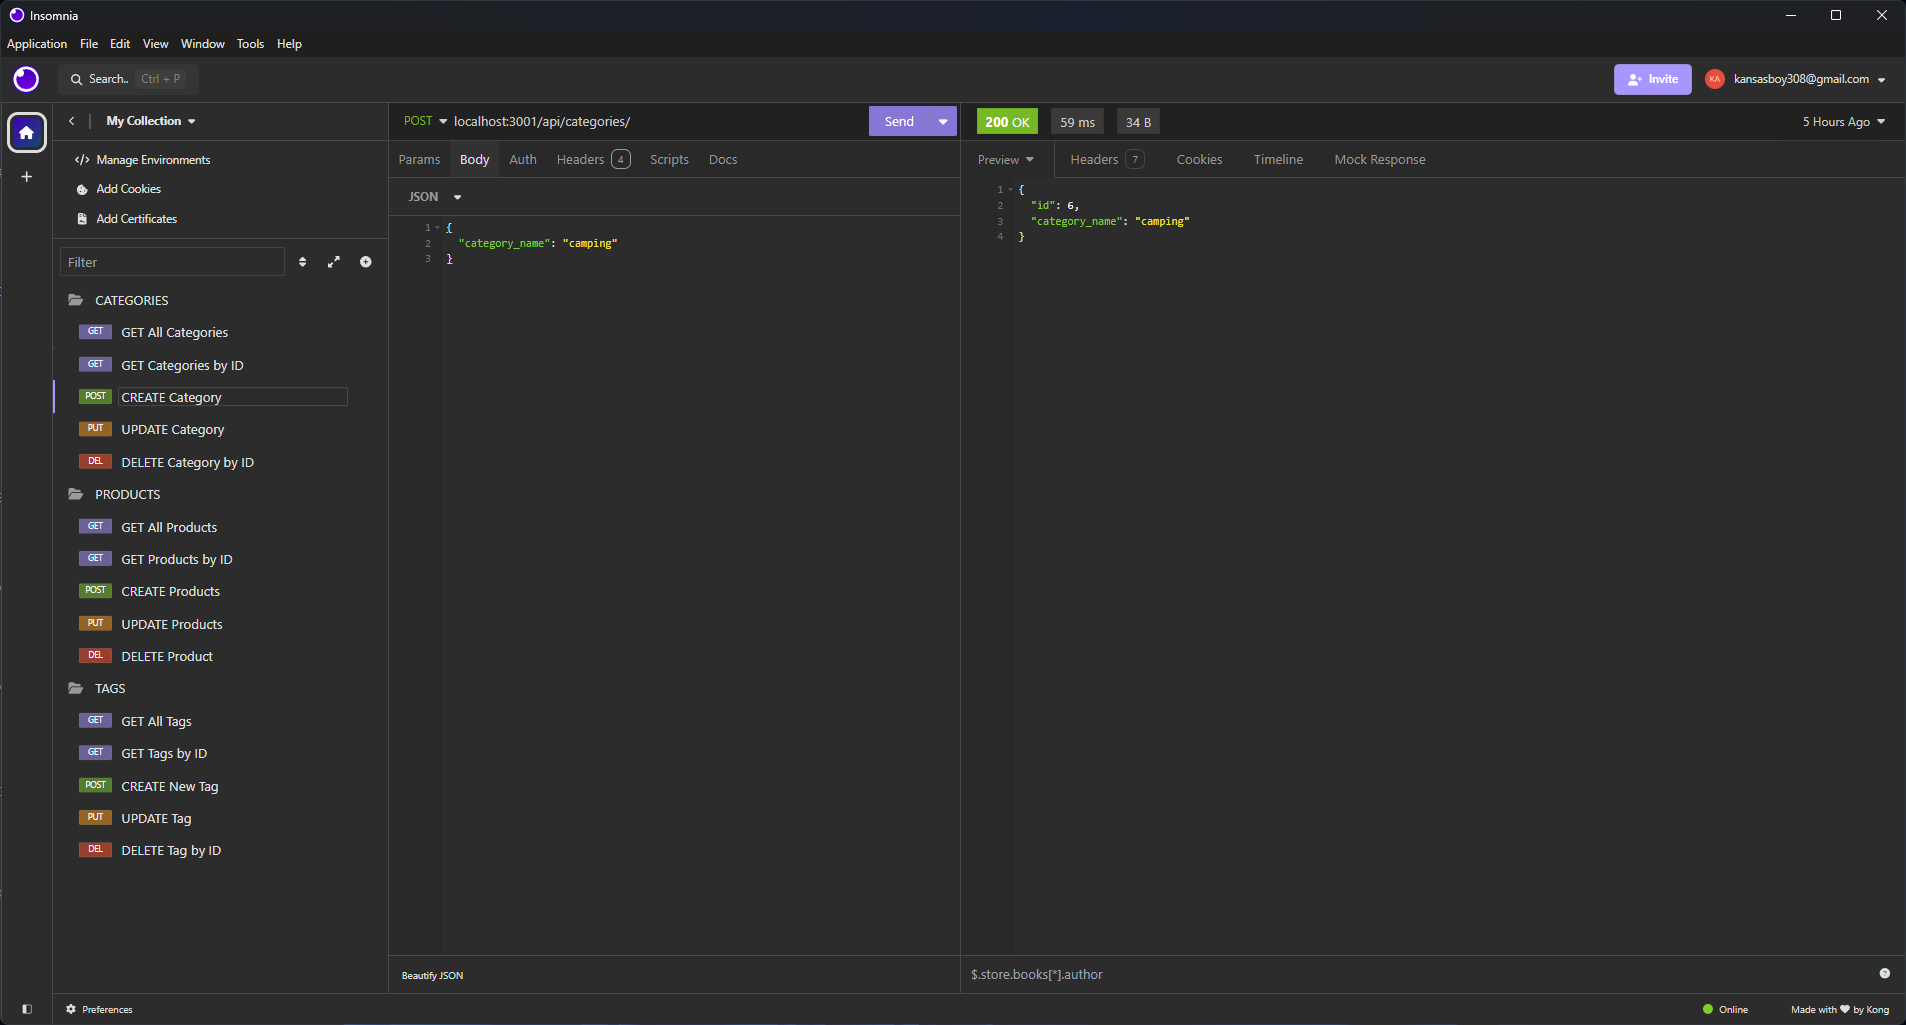 Insomnia
Application File Edit View Window Tools Help
Search.. Ctrl + P
Invite KA kansasboy308@gmail.com
My Collection
Manage Environments
Add Cookies
Add Certificates
Filter
CATEGORIES
GET GET All Categories
GET GET Categories by ID
POST CREATE Category
PUT UPDATE Category
DEL DELETE Category by ID
PRODUCTS
GET GET All Products
GET GET Products by ID
POST CREATE Products
PUT UPDATE Products
DEL DELETE Product
TAGS
GET GET All Tags
GET GET Tags by ID
POST CREATE New Tag
PUT UPDATE Tag
DEL DELETE Tag by ID
POST localhost:3001/api/categories/ Send
Params Body Auth Headers 4 Scripts Docs
JSON
1 {
2 "category_name": "camping"
3 }
Beautify JSON
200 OK 59 ms 34 B 5 Hours Ago
Preview Headers 7 Cookies Timeline Mock Response
1 {
2 "id": 6,
3 "category_name": "camping"
4 }
$.store.books[*].author
Preferences
Online Made with ❤ by Kong